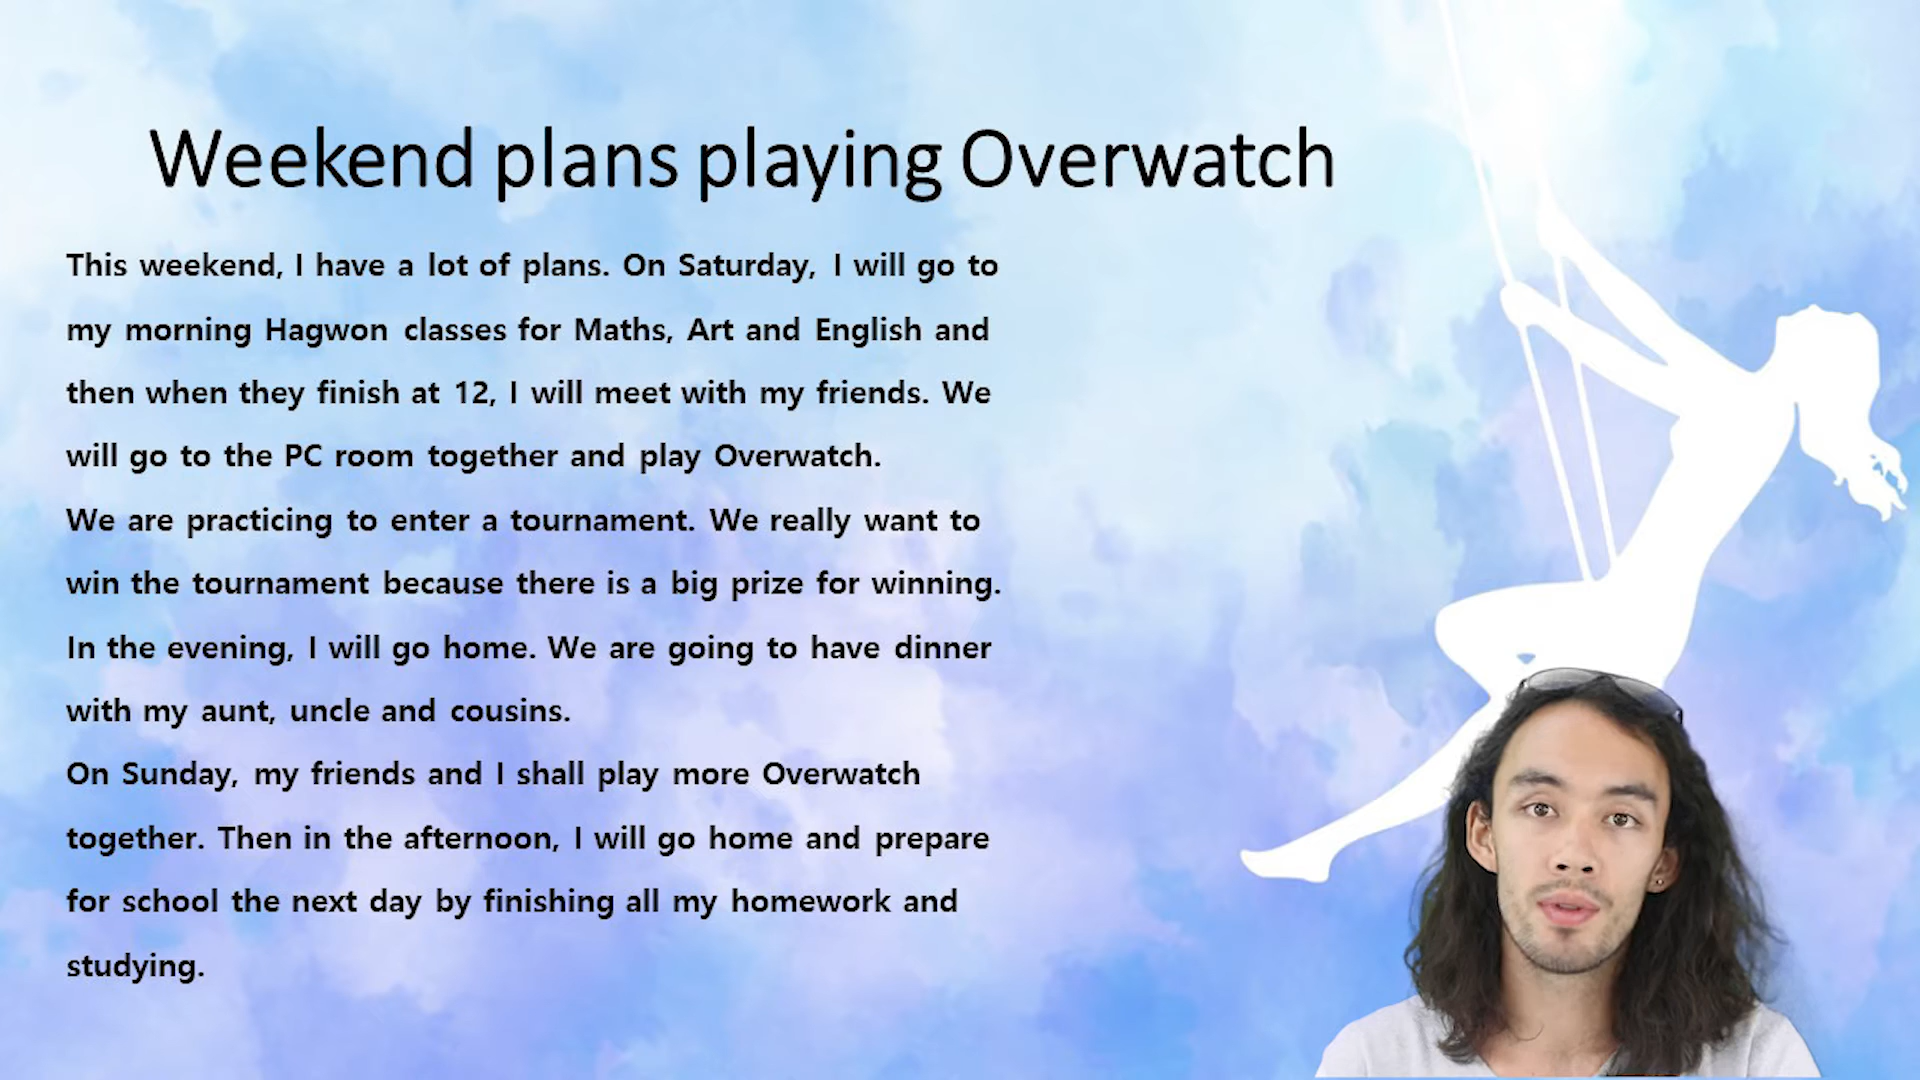 Weekend plans playing Overwatch
This weekend, I have a lot of plans. On Saturday, I will go to
my morning Hagwon classes for Maths, Art and English and
then when they finish at 12, I will meet with my friends. We
will go to the PC room together and play Overwatch.
We are practicing to enter a tournament. We really want to
win the tournament because there is a big prize for winning.
In the evening, I will go home. We are going to have dinner
with my aunt, uncle and cousins.
On Sunday, my friends and I shall play more Overwatch
together. Then in the afternoon, I will go home and prepare
for school the next day by finishing all my homework and
studying.